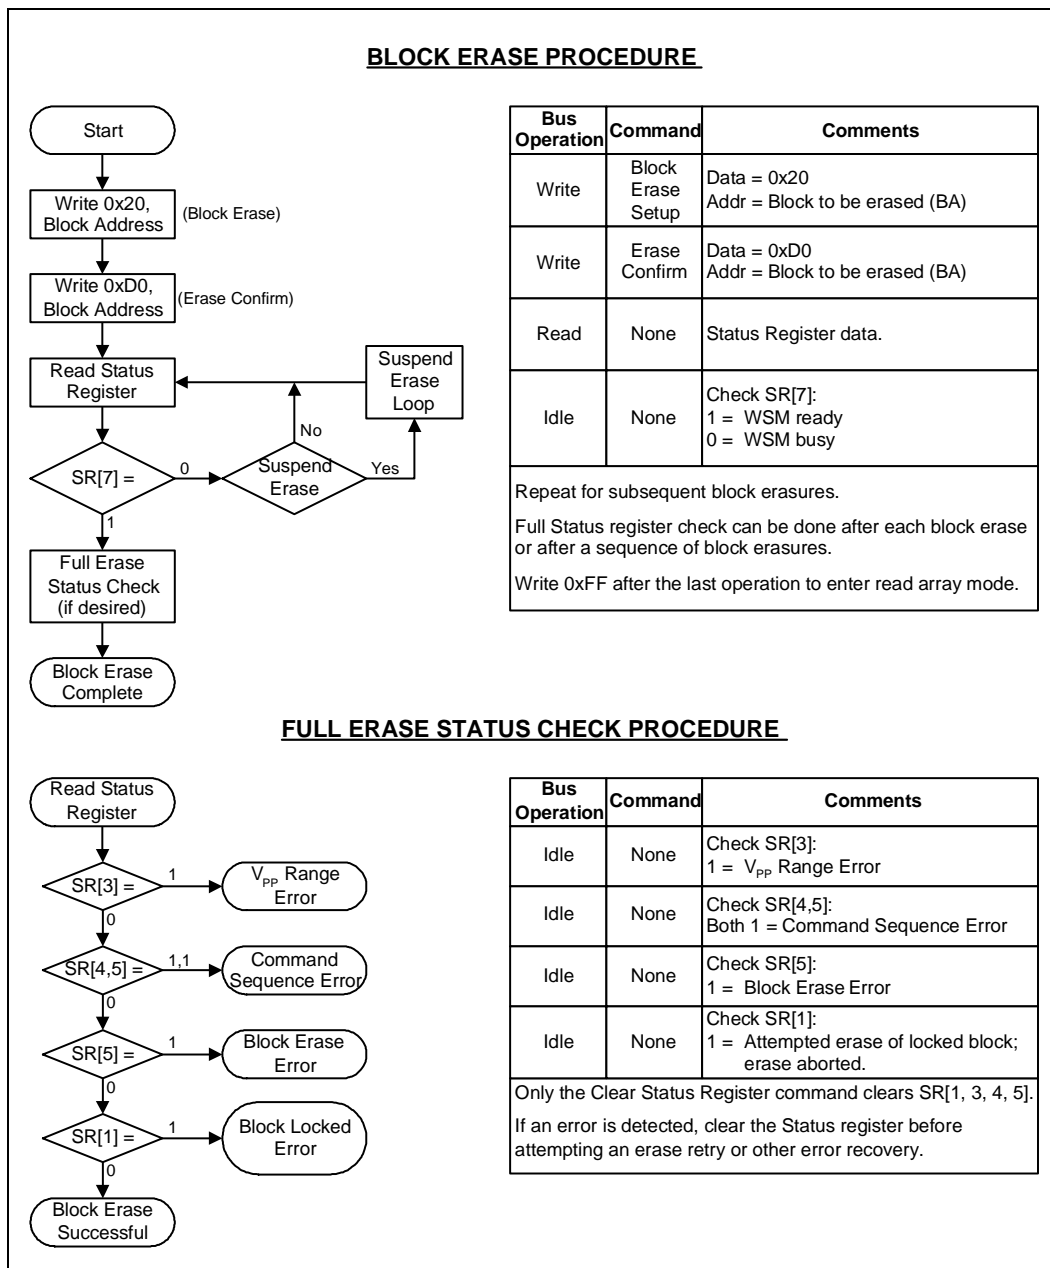 BLOCK ERASE PROCEDURE
Start
Write 0x20,
Block Address
(Block Erase)
Write 0xD0,
Block Address
(Erase Confirm)
Read Status
Register
Suspend
Erase
Loop
No
SR[7] =
0
Suspend
Erase
Yes
1
Full Erase
Status Check
(if desired)
Block Erase
Complete
Bus
Operation
Command
Comments
Write
Block
Erase
Setup
Data = 0x20
Addr = Block to be erased (BA)
Write
Erase
Confirm
Data = 0xD0
Addr = Block to be erased (BA)
Read
None
Status Register data.
Idle
None
Check SR[7]:
1 = WSM ready
0 = WSM busy
Repeat for subsequent block erasures.
Full Status register check can be done after each block erase
or after a sequence of block erasures.
Write 0xFF after the last operation to enter read array mode.
FULL ERASE STATUS CHECK PROCEDURE
Read Status
Register
SR[3] =
1
VPP Range
Error
0
SR[4,5] =
1,1
Command
Sequence Error
0
SR[5] =
1
Block Erase
Error
0
SR[1] =
1
Block Locked
Error
0
Block Erase
Successful
Bus
Operation
Command
Comments
Idle
None
Check SR[3]:
1 = VPP Range Error
Idle
None
Check SR[4,5]:
Both 1 = Command Sequence Error
Idle
None
Check SR[5]:
1 = Block Erase Error
Idle
None
Check SR[1]:
1 = Attempted erase of locked block;
erase aborted.
Only the Clear Status Register command clears SR[1, 3, 4, 5].
If an error is detected, clear the Status register before
attempting an erase retry or other error recovery.